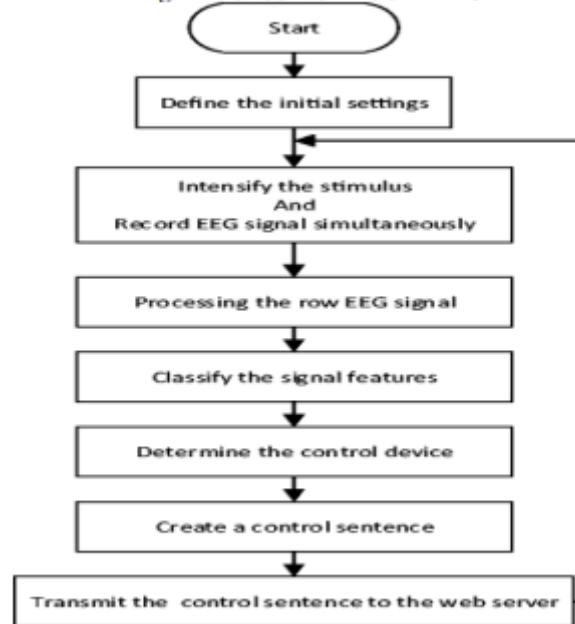 Start
Define the initial settings
Intensify the stimulus
And
Record EEG signal simultaneously
Processing the row EEG signal
Classify the signal features
Determine the control device
Create a control sentence
Transmit the control sentence to the web server